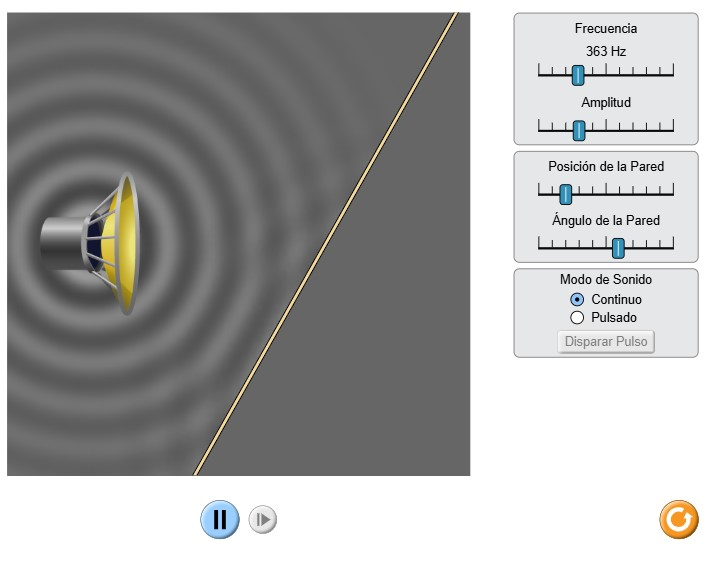 Frecuencia
363 Hz
Amplitud
Posición de la Pared
Ángulo de la Pared
Modo de Sonido
Continuo
Pulsado
Disparar Pulso